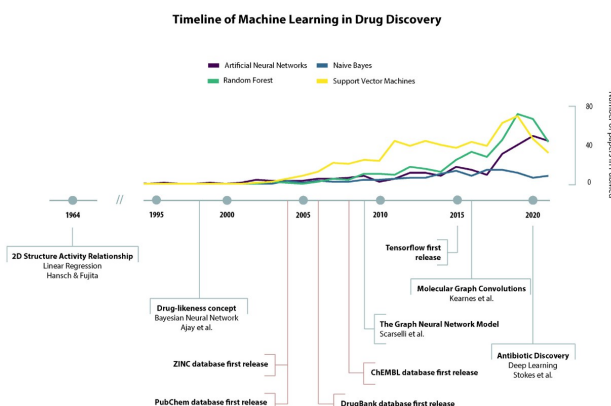 Timeline of Machine Learning in Drug Discovery
Artificial Neural Networks
Naive Bayes
Random Forest
Support Vector Machines
80
40
0
1964
//
1995
2000
2005
2010
2015
2020
2D Structure Activity Relationship
Linear Regression
Hansch & Fujita
Drug-likeness concept
Bayesian Neural Network
Ajay et al.
Tensorflow first
release
Molecular Graph Convolutions
Kearnes et al.
The Graph Neural Network Model
Scarselli et al.
Antibiotic Discovery
Deep Learning
Stokes et al.
ZINC database first release
ChEMBL database first release
PubChem database first release
DrugBank database first release